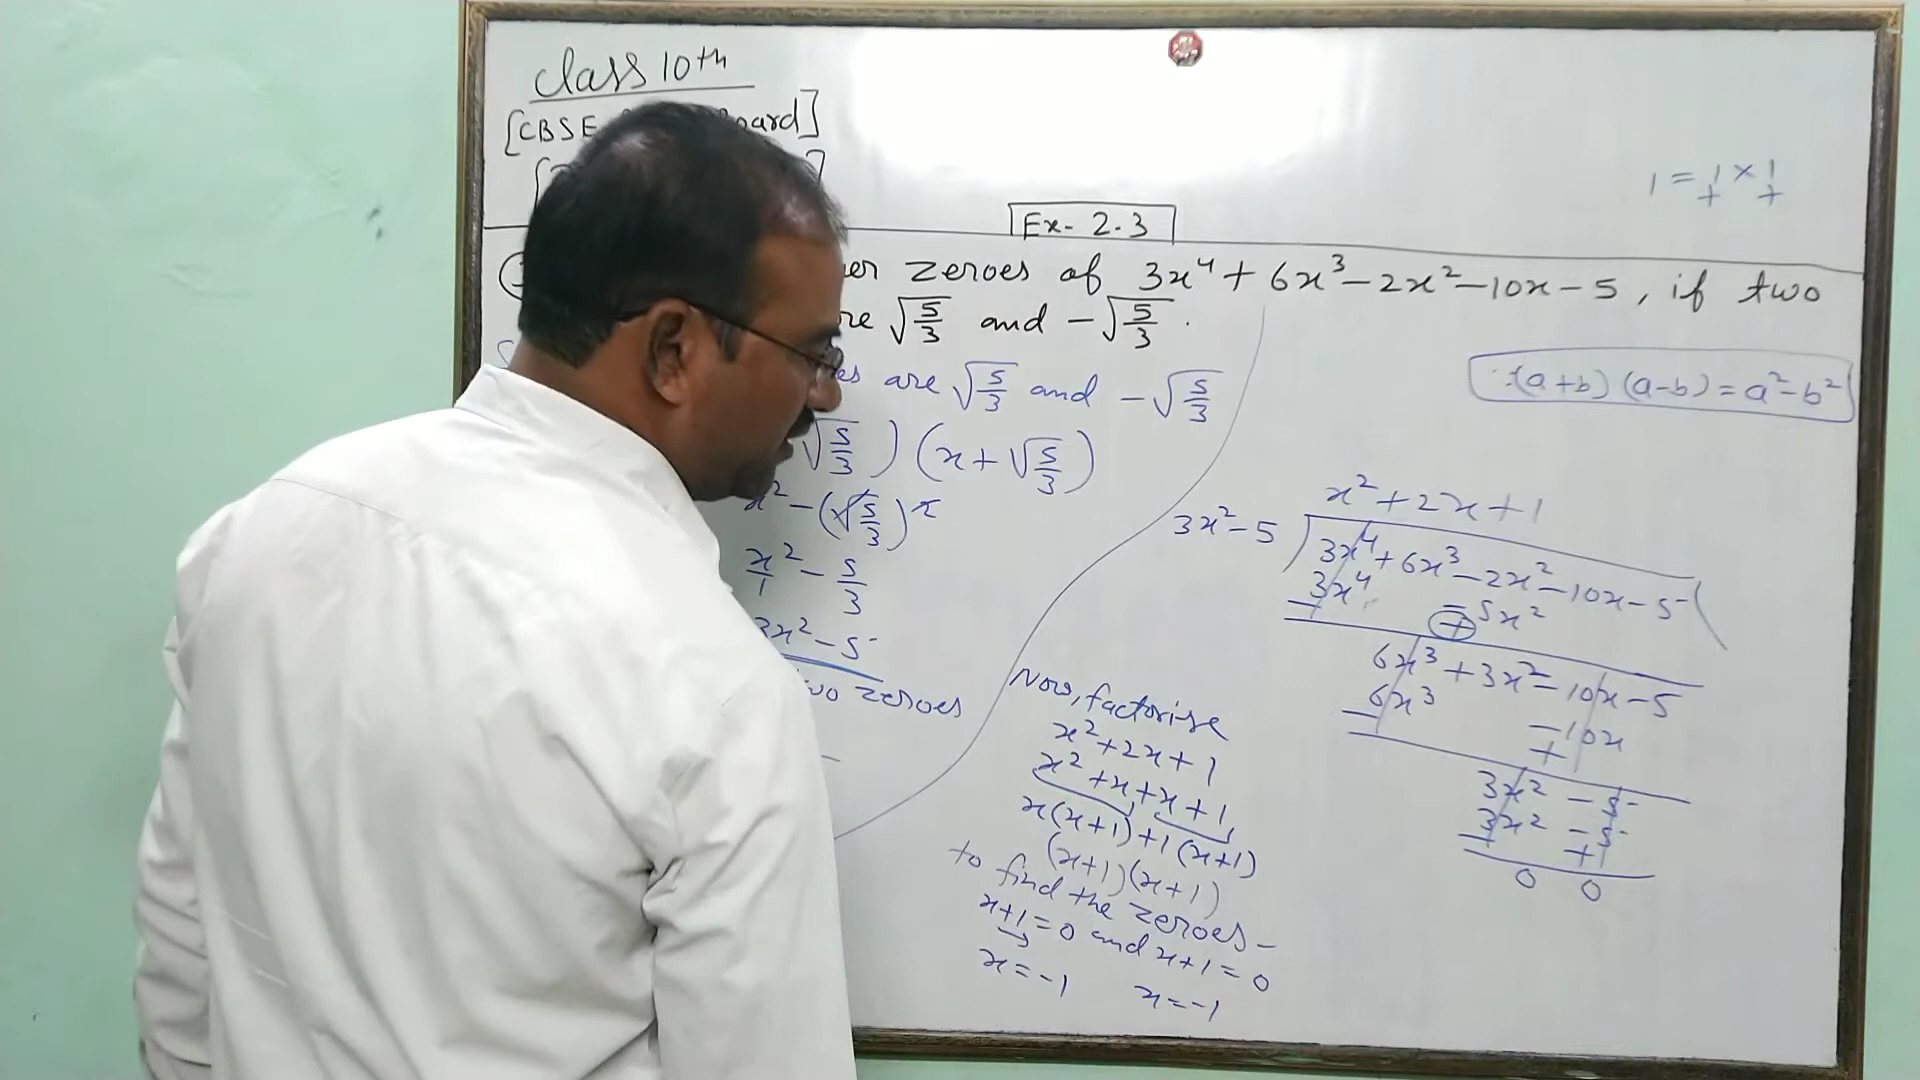 Class 10th
[CBSE Board]
1 = 1 × 1
+ +
Ex- 2.3
zeroes of 3x⁴ + 6x³ - 2x² - 10x - 5, if two
√5/3 and -√5/3.
are √5/3 and -√5/3
√5/3 ) (x + √5/3)
x² - (√5/3)²
x²/1 - 5/3
3x² - 5
zeroes
∵(a+b)(a-b) = a² - b²
x² + 2x + 1
3x² - 5 ) 3x⁴ + 6x³ - 2x² - 10x - 5 (
3x⁴ - 5x²
- +
6x³ + 3x² - 10x - 5
6x³ - 10x
- +
3x² - 5
3x² - 5
- +
0 0
Now, factorise
x² + 2x + 1
x² + x + x + 1
x(x+1) + 1(x+1)
(x+1)(x+1)
to find the zeroes -
x+1 = 0 and x+1 = 0
x = -1 x = -1